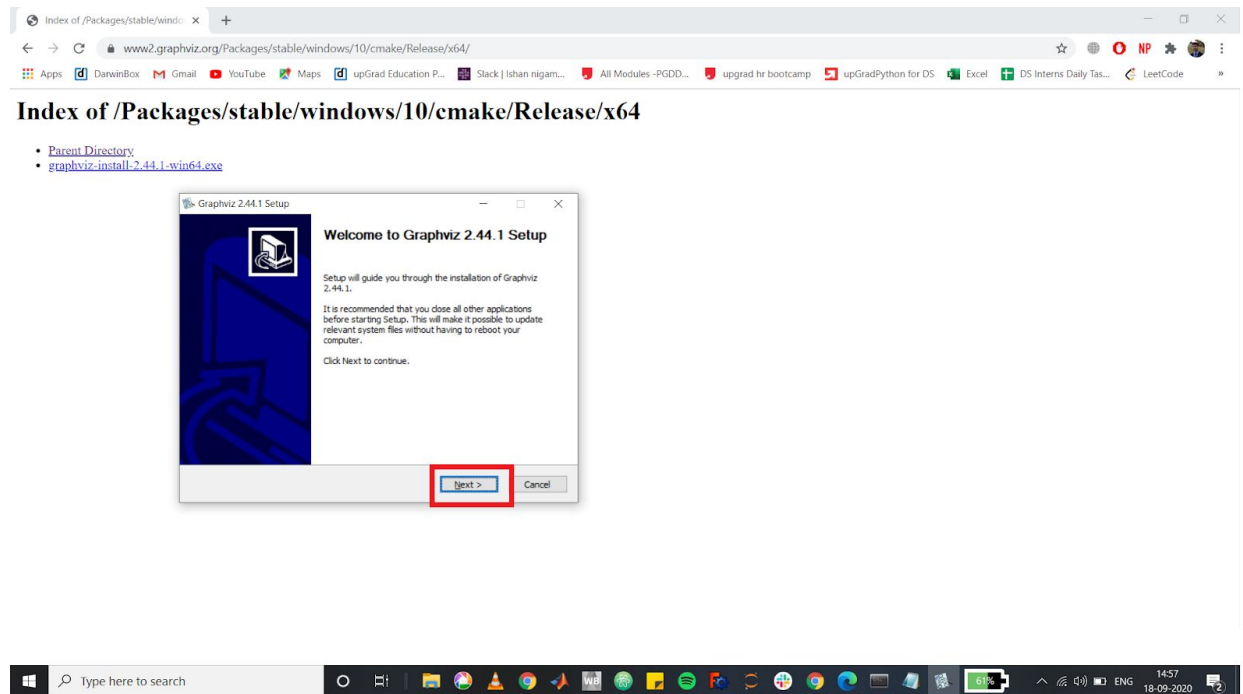 Index of /Packages/stable/windo
www2.graphviz.org/Packages/stable/windows/10/cmake/Release/x64/
NP
Apps
d DarwinBox
M Gmail
YouTube
Maps
d upGrad Education P...
Slack | Ishan nigam...
All Modules -PGDD...
upgrad hr bootcamp
upGradPython for DS
Excel
DS Interns Daily Tas...
LeetCode
»
Index of /Packages/stable/windows/10/cmake/Release/x64
• Parent Directory
• graphviz-install-2.44.1-win64.exe
Graphviz 2.44.1 Setup
Welcome to Graphviz 2.44.1 Setup
Setup will guide you through the installation of Graphviz
2.44.1.
It is recommended that you close all other applications
before starting Setup. This will make it possible to update
relevant system files without having to reboot your
computer.
Click Next to continue.
Next >
Cancel
Type here to search
WB
61%
ENG
14:57
18-09-2020
2